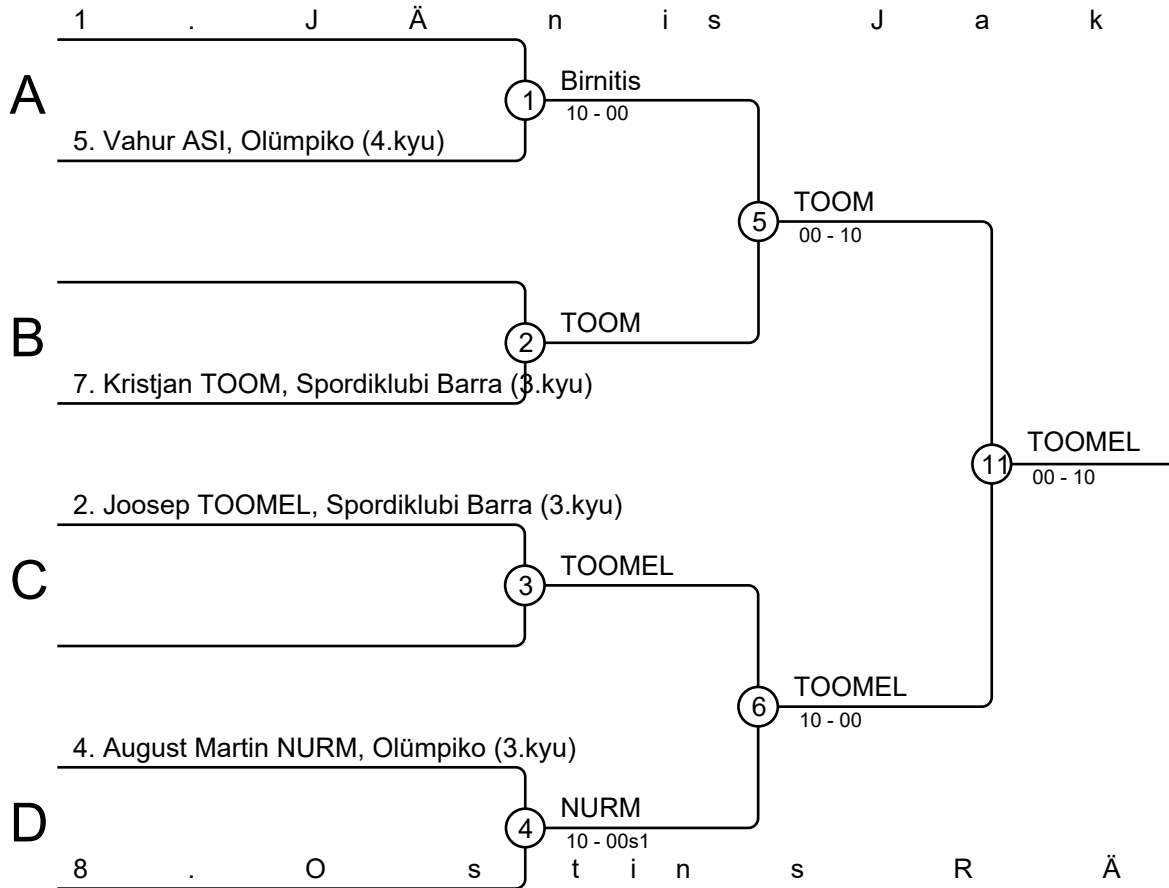 1 . J Ä n i s J a k
A
Birnitis
1
10 - 00
5. Vahur ASI, Olümpiko (4.kyu)
TOOM
5
00 - 10
B
TOOM
2
7. Kristjan TOOM, Spordiklubi Barra (3.kyu)
TOOMEL
11
00 - 10
2. Joosep TOOMEL, Spordiklubi Barra (3.kyu)
C
TOOMEL
3
TOOMEL
6
10 - 00
4. August Martin NURM, Olümpiko (3.kyu)
D
NURM
4
10 - 00s1
8 . O s t i n s R Ä